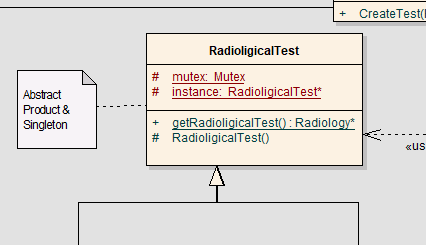 + CreateTest(
RadioligicalTest
# mutex: Mutex
# instance: RadioligicalTest*
Abstract
Product &
Singleton
+ getRadioligicalTest() : Radiology*
# RadioligicalTest()
«us